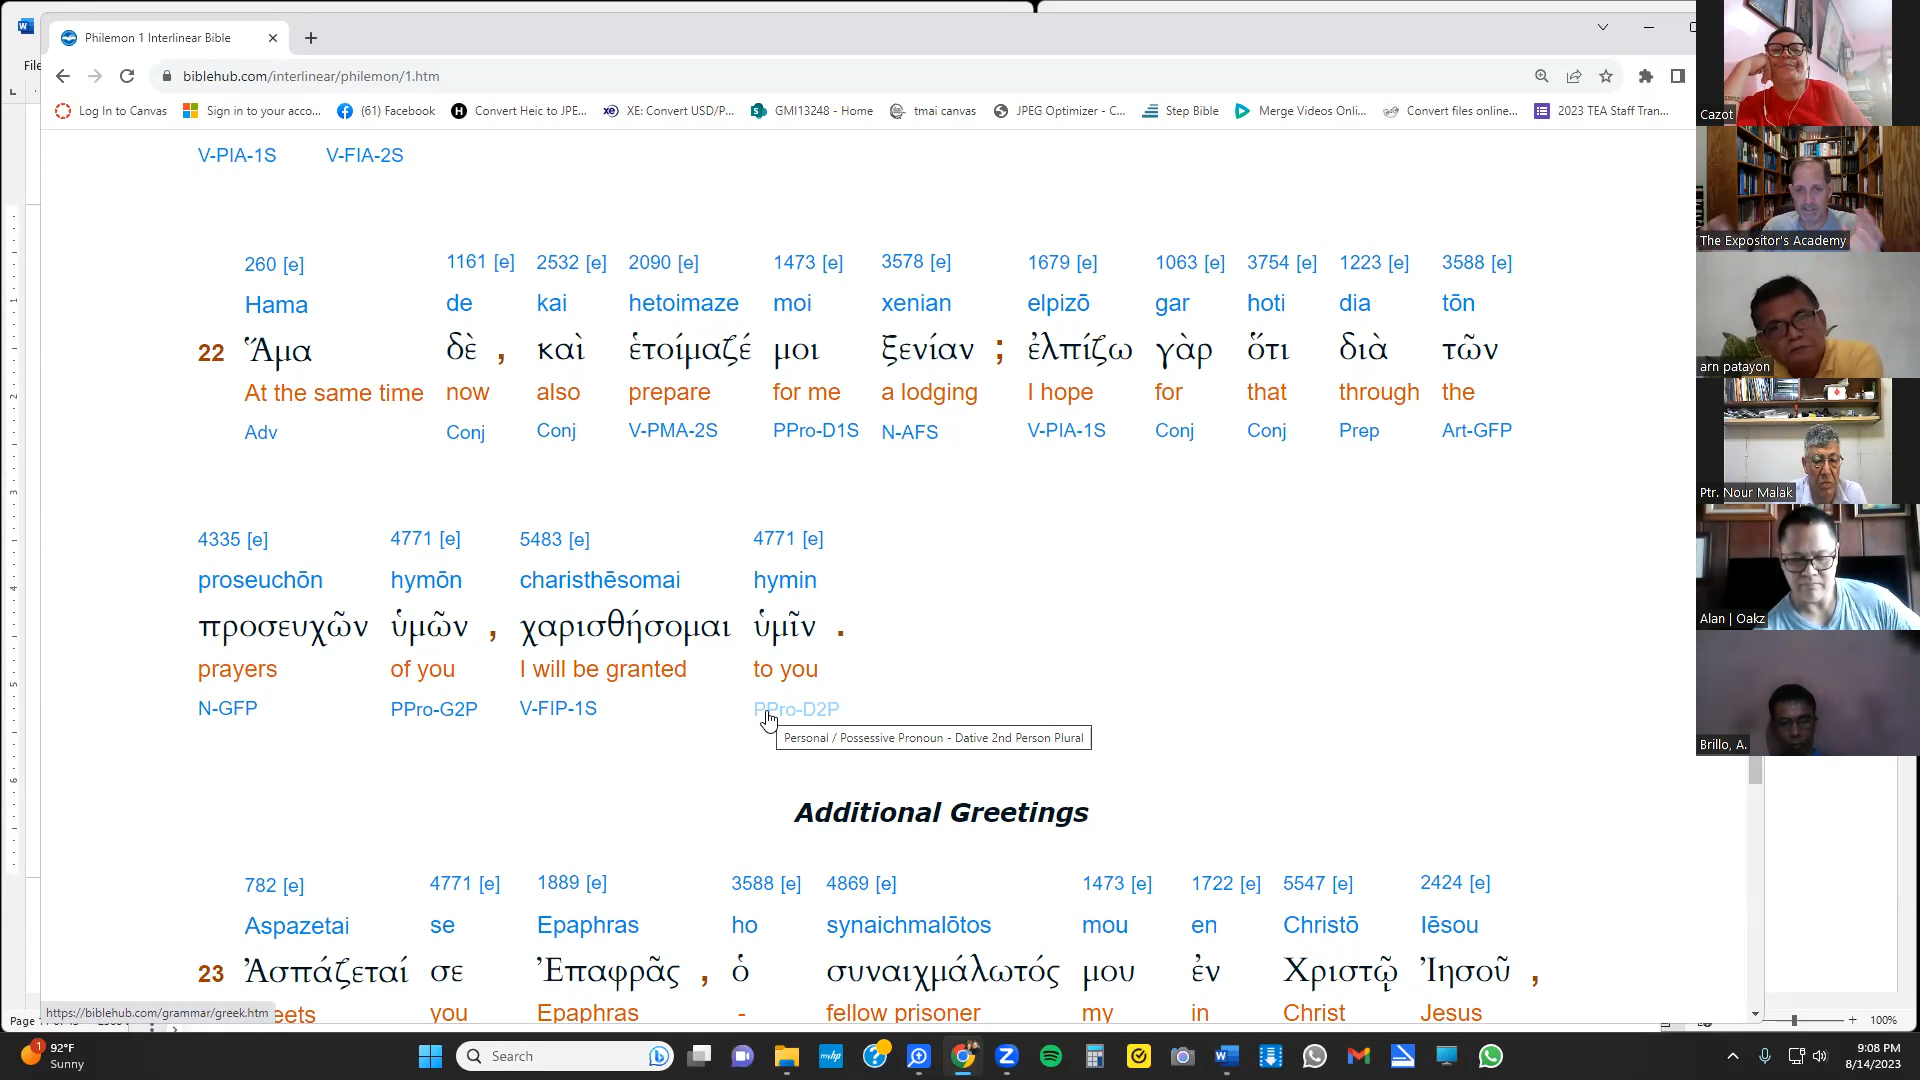 Philemon 1 Interlinear Bible
File
biblehub.com/interlinear/philemon/1.htm
Log In to Canvas Sign in to your acco... (61) Facebook Convert Heic to JPE... XE: Convert USD/P... GMI13248 - Home tmai canvas JPEG Optimizer - C... Step Bible Merge Videos Onli... Convert files online... 2023 TEA Staff Tran...
V-PIA-1S V-FIA-2S
260 [e] 1161 [e] 2532 [e] 2090 [e] 1473 [e] 3578 [e] 1679 [e] 1063 [e] 3754 [e] 1223 [e] 3588 [e]
Hama de kai hetoimaze moi xenian elpizō gar hoti dia tōn
22 Ἅμα δὲ , καὶ ἑτοίμαζέ μοι ξενίαν ; ἐλπίζω γὰρ ὅτι διὰ τῶν
At the same time now also prepare for me a lodging I hope for that through the
Adv Conj Conj V-PMA-2S PPro-D1S N-AFS V-PIA-1S Conj Conj Prep Art-GFP
4335 [e] 4771 [e] 5483 [e] 4771 [e]
proseuchōn hymōn charisthēsomai hymin
προσευχῶν ὑμῶν , χαρισθήσομαι ὑμῖν .
prayers of you I will be granted to you
N-GFP PPro-G2P V-FIP-1S PPro-D2P
Personal / Possessive Pronoun - Dative 2nd Person Plural
Additional Greetings
782 [e] 4771 [e] 1889 [e] 3588 [e] 4869 [e] 1473 [e] 1722 [e] 5547 [e] 2424 [e]
Aspazetai se Epaphras ho synaichmalōtos mou en Christō Iēsou
23 Ἀσπάζεταί σε Ἐπαφρᾶς , ὁ συναιχμάλωτός μου ἐν Χριστῷ Ἰησοῦ ,
eets you Epaphras - fellow prisoner my in Christ Jesus
https://biblehub.com/grammar/greek.htm
Page
100%
Cazot
The Expositor's Academy
arn patayon
Ptr. Nour Malak
Alan | Oakz
Brillo, A.
1
92°F
Sunny
Search
myhp
9:08 PM
8/14/2023